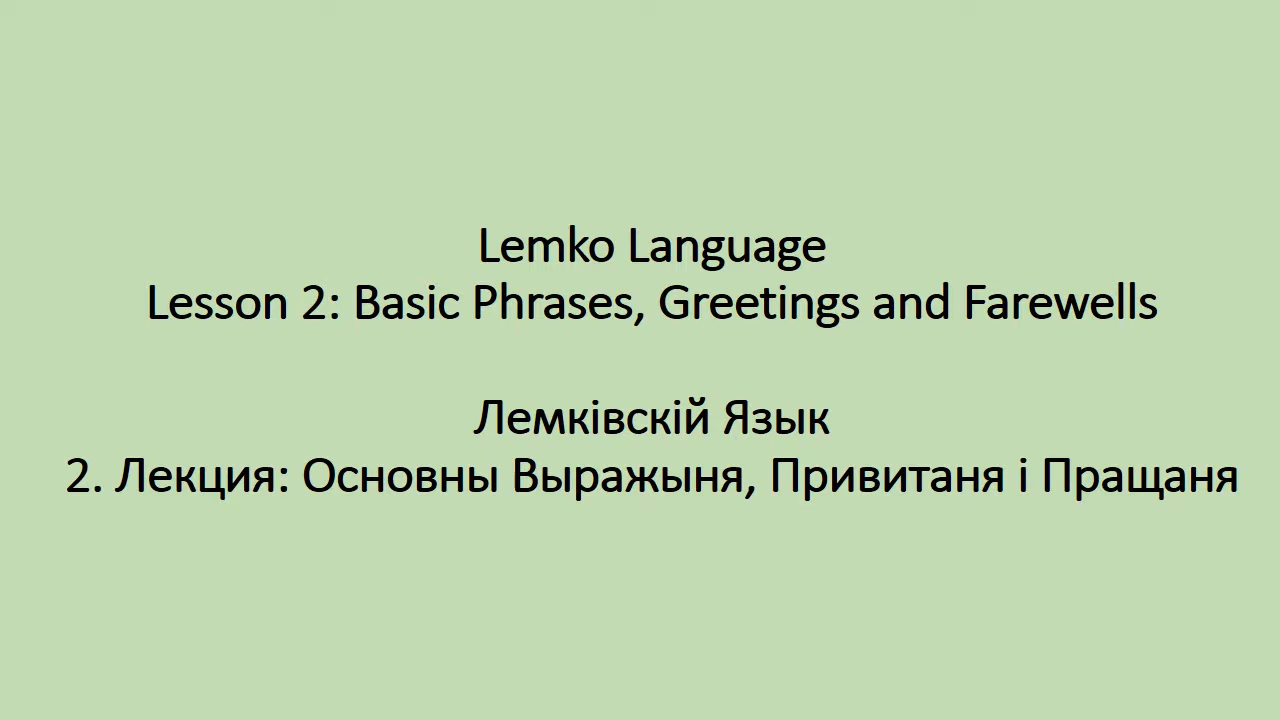 Lemko Language
Lesson 2: Basic Phrases, Greetings and Farewells
Лемківскій Язык
2. Лекция: Основны Выражыня, Привитаня і Пращаня